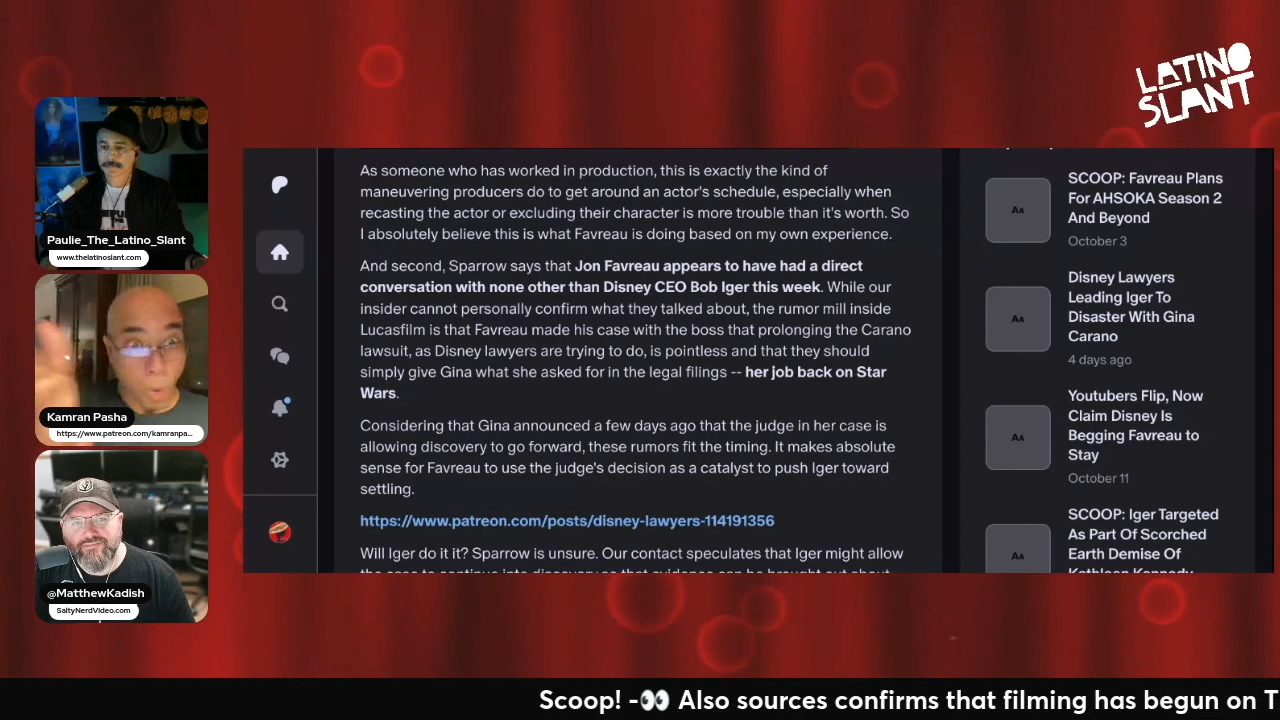 LATINO
SLANT
Paulie_The_Latino_Slant
www.thelatinoslant.com
Kamran Pasha
https://www.patreon.com/kamranpa...
@MatthewKadish
SaltyNerdVideo.com
As someone who has worked in production, this is exactly the kind of
maneuvering producers do to get around an actor's schedule, especially when
recasting the actor or excluding their character is more trouble than it's worth. So
I absolutely believe this is what Favreau is doing based on my own experience.
And second, Sparrow says that Jon Favreau appears to have had a direct
conversation with none other than Disney CEO Bob Iger this week. While our
insider cannot personally confirm what they talked about, the rumor mill inside
Lucasfilm is that Favreau made his case with the boss that prolonging the Carano
lawsuit, as Disney lawyers are trying to do, is pointless and that they should
simply give Gina what she asked for in the legal filings -- her job back on Star
Wars.
Considering that Gina announced a few days ago that the judge in her case is
allowing discovery to go forward, these rumors fit the timing. It makes absolute
sense for Favreau to use the judge's decision as a catalyst to push Iger toward
settling.
https://www.patreon.com/posts/disney-lawyers-114191356
Will Iger do it it? Sparrow is unsure. Our contact speculates that Iger might allow
Aa
SCOOP: Favreau Plans
For AHSOKA Season 2
And Beyond
October 3
Aa
Disney Lawyers
Leading Iger To
Disaster With Gina
Carano
4 days ago
Aa
Youtubers Flip, Now
Claim Disney Is
Begging Favreau to
Stay
October 11
Aa
SCOOP: Iger Targeted
As Part Of Scorched
Earth Demise Of
Kathleen Kennedy
Scoop! -👀 Also sources confirms that filming has begun on T